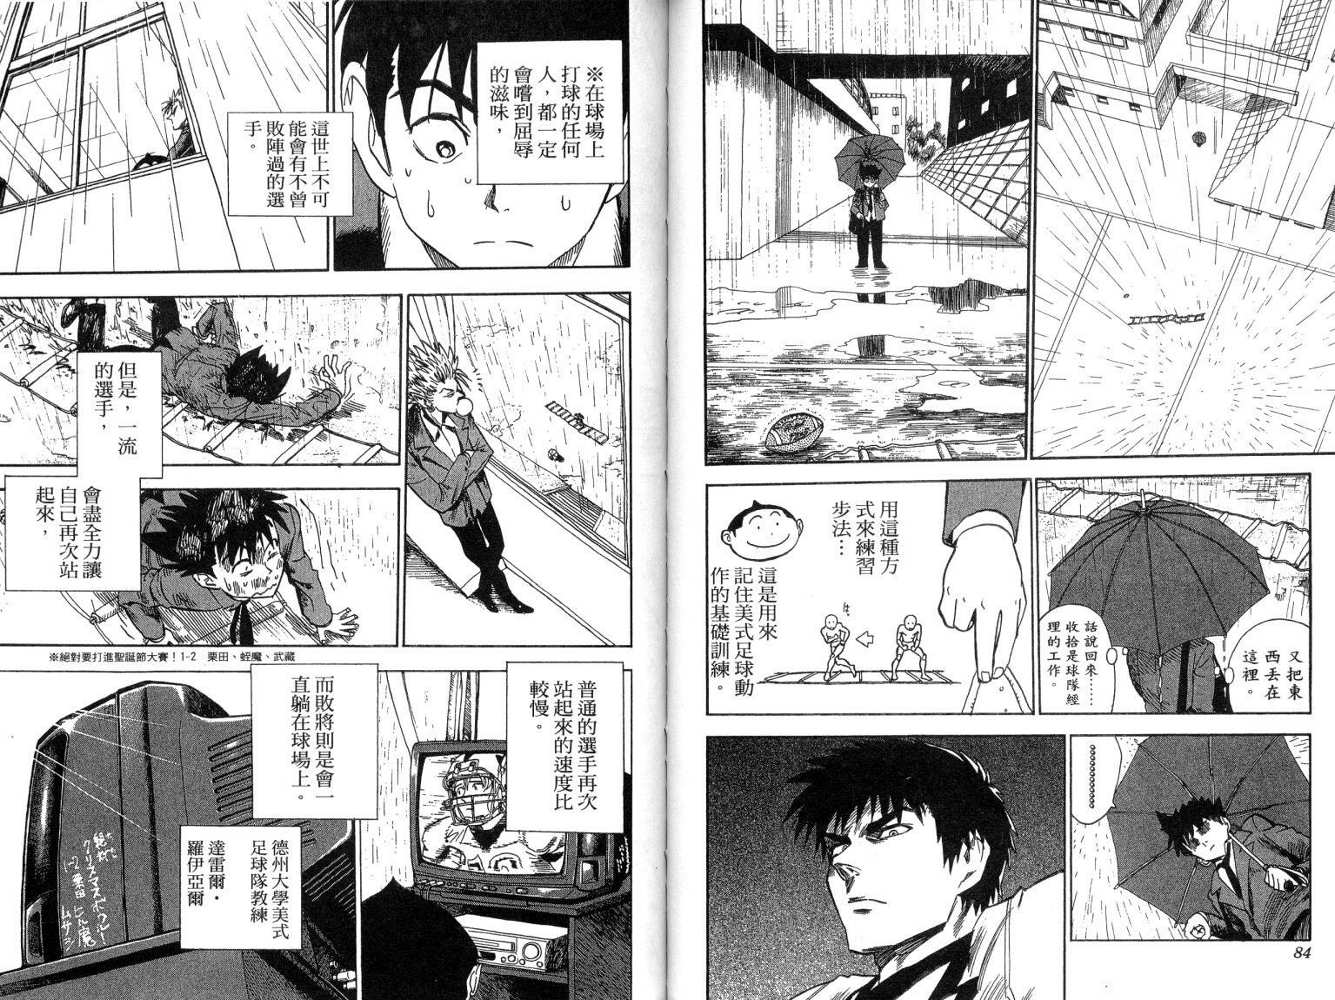 又把東
西丟在
這裡。
話說回來……
收拾是球隊經
理的工作。
用這種方
式來練習
步法…
這是用來
記住美式足球動
作的基礎訓練。
84
※在球場上
打球的任何
人，都一定
會嚐到屈辱
的滋味，
這世上不可
能會有不曾
敗陣過的選
手。
但是，一流
的選手，
會盡全力讓
自己再次站
起來，
※絕對要打進聖誕節大賽！1-2　栗田、蛭魔、武藏
普通的選手再次
站起來的速度比
較慢。
而敗將則是會一
直躺在球場上。
德州大學美式
足球隊教練
達雷爾·
羅伊亞爾
絶対
クリスマスボウル！
1-2 栗田 ヒル魔
ムサシ